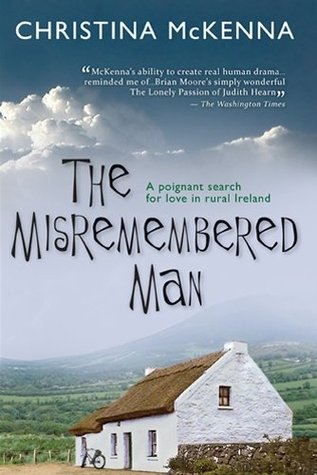 CHRISTINA MCKENNA
“McKenna's ability to create real human drama...
reminded me of...Brian Moore's simply wonderful
The Lonely Passion of Judith Hearn”
— The Washington Times
THE
A poignant search
for love in rural Ireland
MISREMEMBERED
MAN